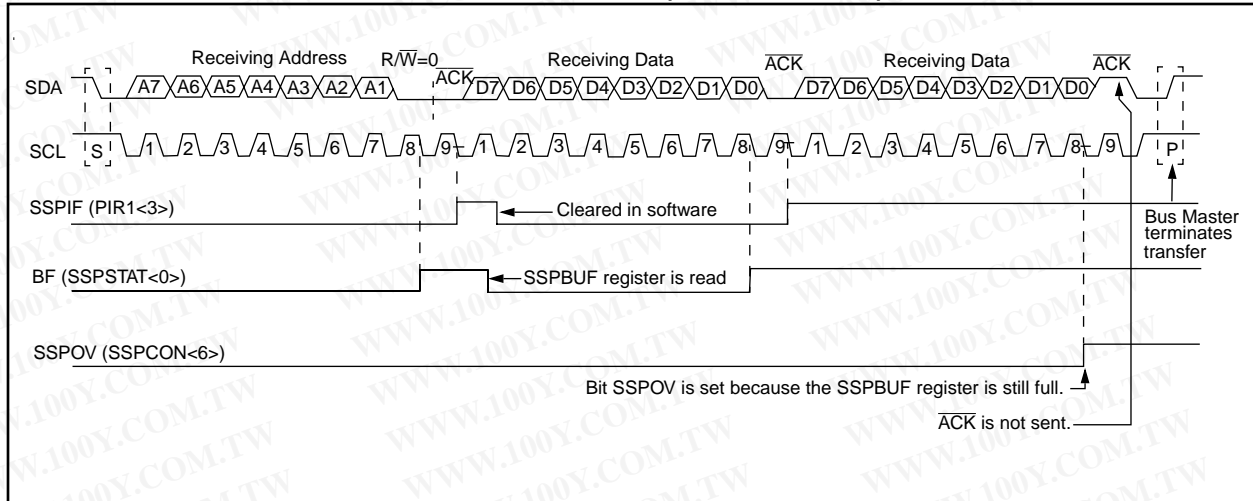 Receiving Address R/W̅=0 Receiving Data A̅C̅K̅ Receiving Data A̅C̅K̅
A̅C̅K̅
SDA A7 A6 A5 A4 A3 A2 A1 D7 D6 D5 D4 D3 D2 D1 D0 D7 D6 D5 D4 D3 D2 D1 D0
SCL S 1 2 3 4 5 6 7 8 9 1 2 3 4 5 6 7 8 9 1 2 3 4 5 6 7 8 9 P
SSPIF (PIR1<3>)
Cleared in software
Bus Master
terminates
transfer
BF (SSPSTAT<0>)
SSPBUF register is read
SSPOV (SSPCON<6>)
Bit SSPOV is set because the SSPBUF register is still full.
A̅C̅K̅ is not sent.
WWW.100Y.COM.TW